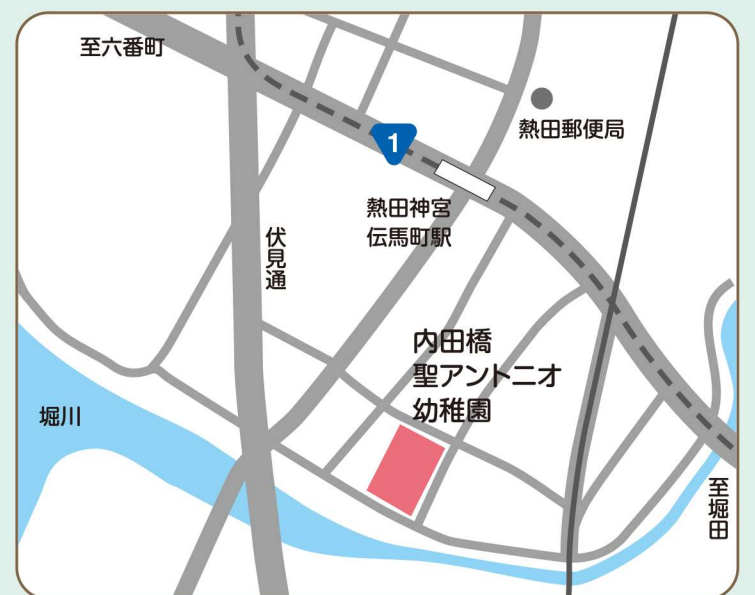 至六番町
1
熱田郵便局
熱田神宮
伝馬町駅
伏見通
内田橋
聖アントニオ
幼稚園
堀川
至堀田